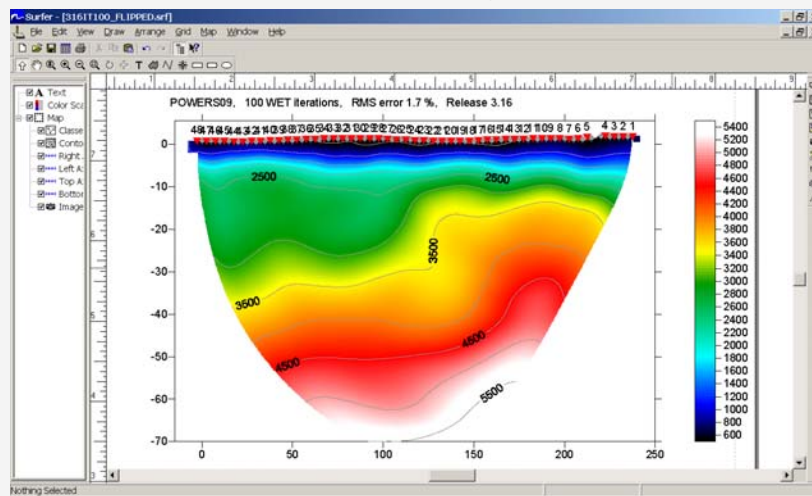 Surfer - [316IT100_FLIPPED.srf]
File Edit View Draw Arrange Grid Map Window Help
Text
Color Sca
Map
Classe
Conto
Right .
Left A:
Top A:
Bottor
Image
POWERS09, 100 WET iterations, RMS error 1.7 %, Release 3.16
5 4 3 2 1
0
-10
-20
-30
-40
-50
-60
-70
0 50 100 150 200 250
2500 2500
3500
3500
4500
4500
5500
5400
5200
5000
4800
4600
4400
4200
4000
3800
3600
3400
3200
3000
2800
2600
2400
2200
2000
1800
1600
1400
1200
1000
800
600
Nothing Selected